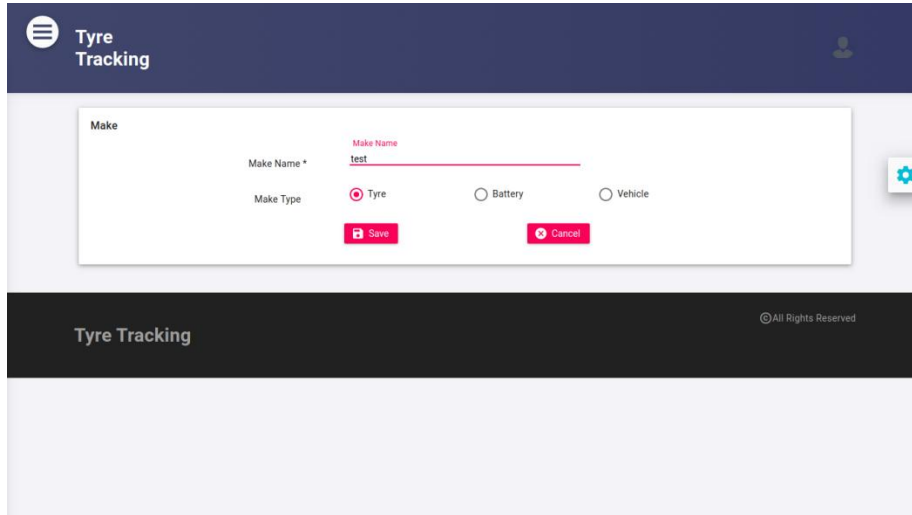 Tyre
Tracking
Make
Make Name
Make Name *
test
Make Type
Tyre
Battery
Vehicle
Save
Cancel
©All Rights Reserved
Tyre Tracking